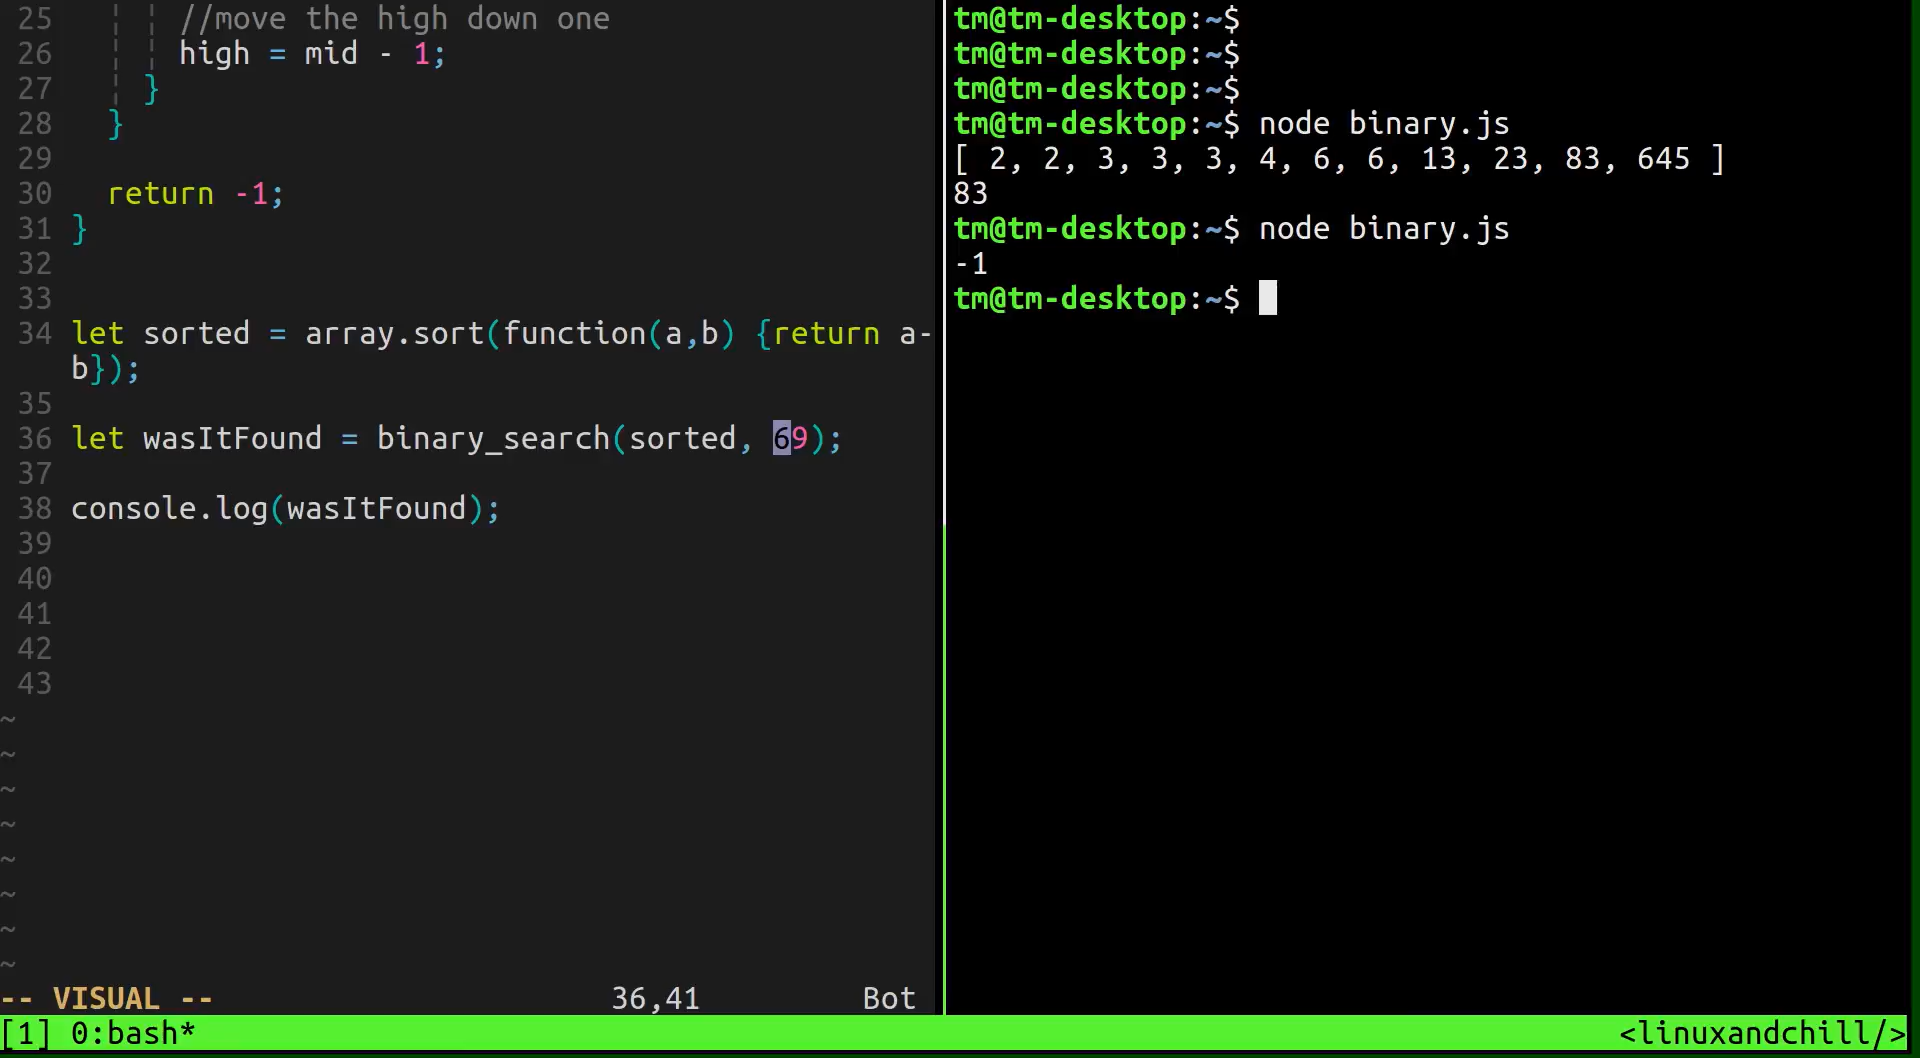 25 //move the high down one
26 high = mid - 1;
27 }
28 }
29
30 return -1;
31 }
32
33
34 let sorted = array.sort(function(a,b) {return a-
b});
35
36 let wasItFound = binary_search(sorted, 69);
37
38 console.log(wasItFound);
39
40
41
42
43
~
~
~
~
~
~
~
~
-- VISUAL -- 36,41 Bot
tm@tm-desktop:~$
tm@tm-desktop:~$
tm@tm-desktop:~$
tm@tm-desktop:~$ node binary.js
[ 2, 2, 3, 3, 3, 4, 6, 6, 13, 23, 83, 645 ]
83
tm@tm-desktop:~$ node binary.js
-1
tm@tm-desktop:~$
[1] 0:bash* <linuxandchill/>